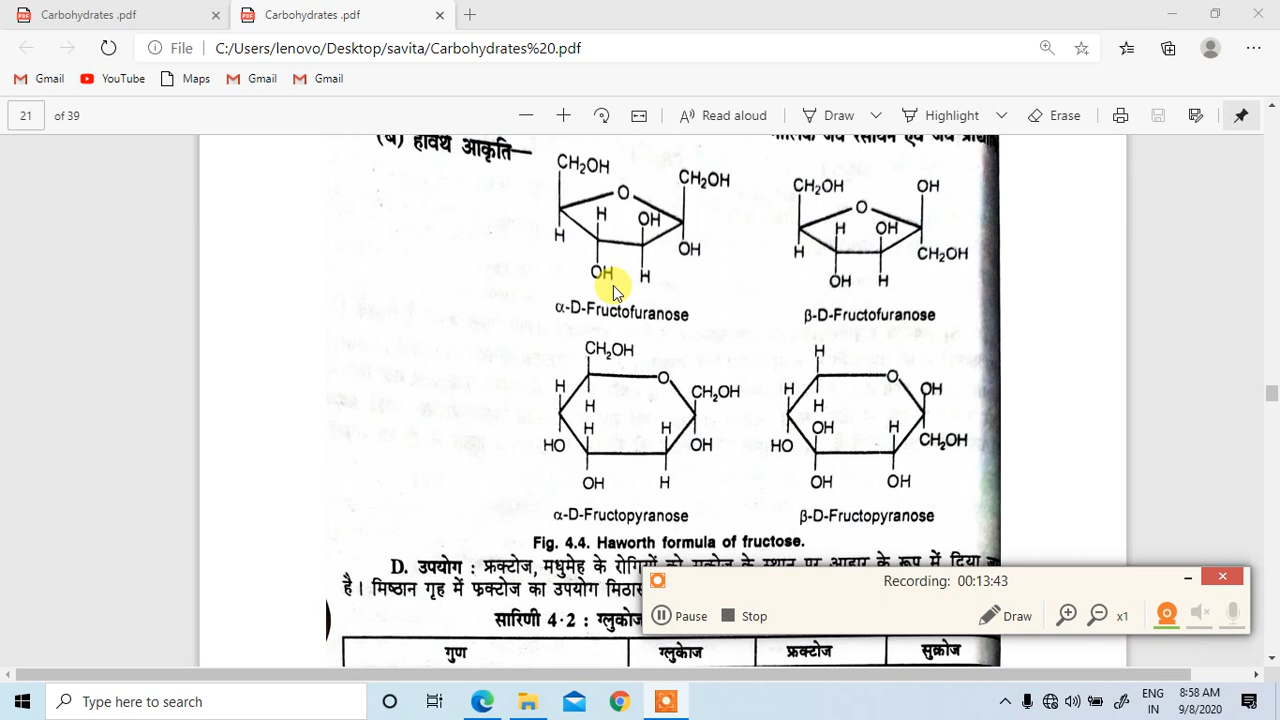 Carbohydrates .pdf
Carbohydrates .pdf
File
C:/Users/lenovo/Desktop/savita/Carbohydrates%20.pdf
Gmail
YouTube
Maps
Gmail
Gmail
21 of 39
Read aloud
Draw
Highlight
Erase
(ब) हावर्थ आकृति—
CH₂OH
O
CH₂OH
H
OH
H
OH
OH
H
α-D-Fructofuranose
CH₂OH
OH
O
H
OH
H
CH₂OH
OH
H
β-D-Fructofuranose
CH₂OH
O
H
CH₂OH
H
H
H
HO
OH
OH
H
α-D-Fructopyranose
H
O
H
OH
H
OH
H
HO
CH₂OH
OH
OH
β-D-Fructopyranose
Fig. 4.4. Haworth formula of fructose.
D. उपयोग : फ्रक्टोज, मधुमेह के रोगियों को सुक्रोज के स्थान पर आहार के रूप में दिया
है। मिष्ठान गृह में फ्रक्टोज का उपयोग
सारिणी 4·2 :
गुण
ग्लुकोज
फ्रक्टोज
सुक्रोज
Recording: 00:13:43
Pause
Stop
Draw
x1
Type here to search
ENG
IN
8:58 AM
9/8/2020